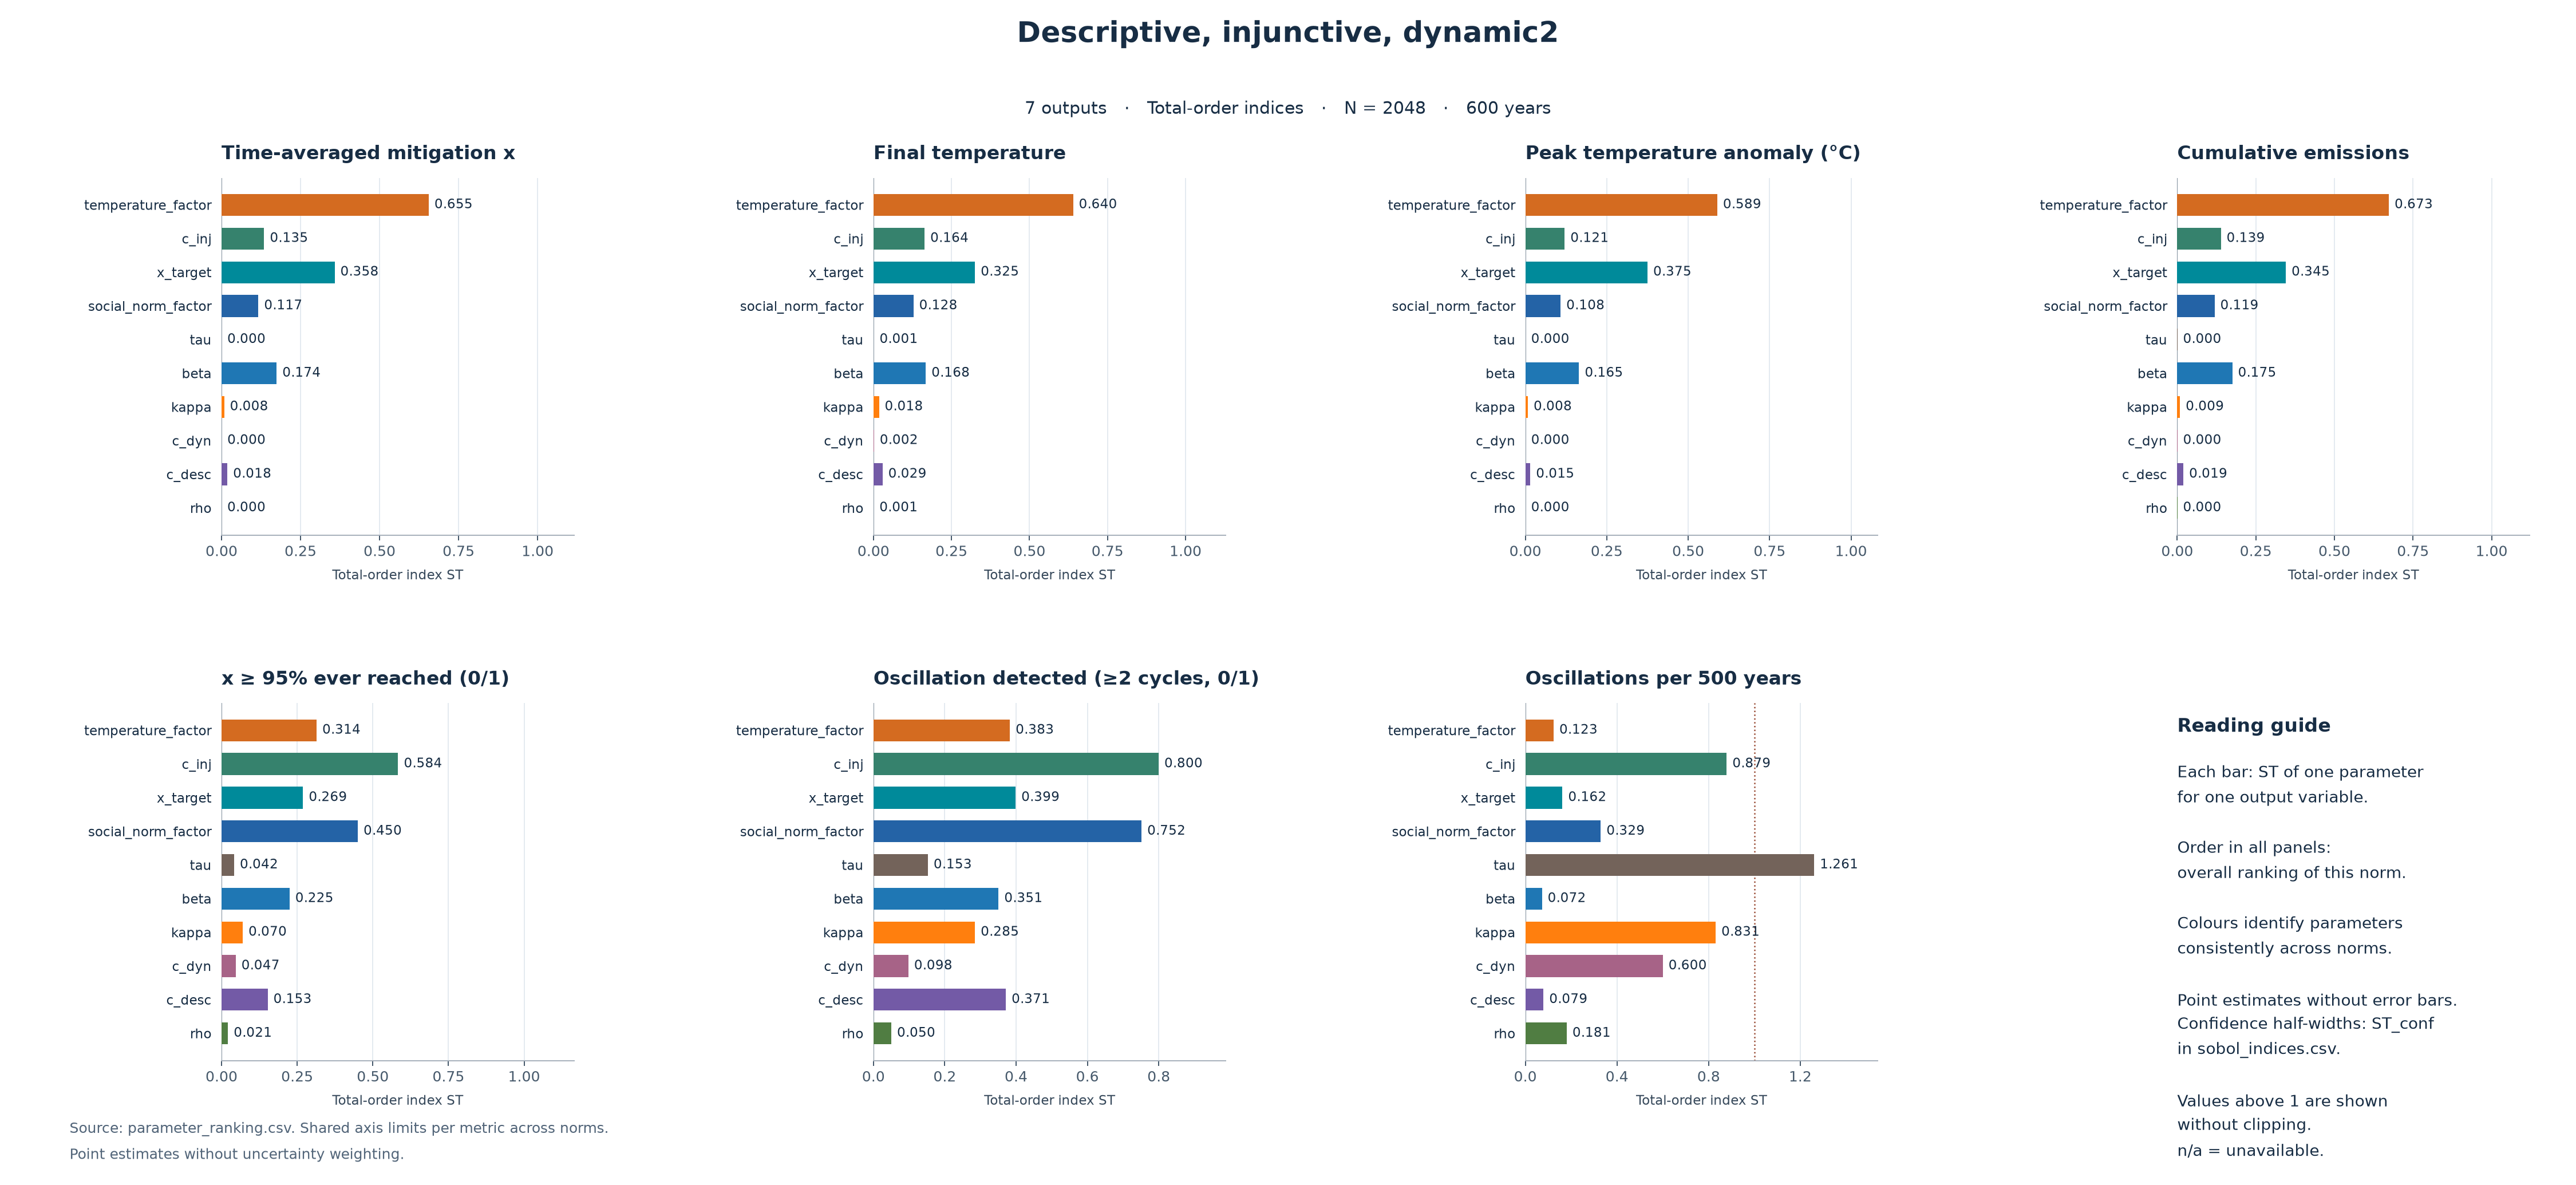 Descriptive, injunctive, dynamic2
7 outputs · Total-order indices · N = 2048 · 600 years
Time-averaged mitigation x
temperature_factor 0.655
c_inj 0.135
x_target 0.358
social_norm_factor 0.117
tau 0.000
beta 0.174
kappa 0.008
c_dyn 0.000
c_desc 0.018
rho 0.000
0.00 0.25 0.50 0.75 1.00
Total-order index ST
Final temperature
temperature_factor 0.640
c_inj 0.164
x_target 0.325
social_norm_factor 0.128
tau 0.001
beta 0.168
kappa 0.018
c_dyn 0.002
c_desc 0.029
rho 0.001
0.00 0.25 0.50 0.75 1.00
Total-order index ST
Peak temperature anomaly (°C)
temperature_factor 0.589
c_inj 0.121
x_target 0.375
social_norm_factor 0.108
tau 0.000
beta 0.165
kappa 0.008
c_dyn 0.000
c_desc 0.015
rho 0.000
0.00 0.25 0.50 0.75 1.00
Total-order index ST
Cumulative emissions
temperature_factor 0.673
c_inj 0.139
x_target 0.345
social_norm_factor 0.119
tau 0.000
beta 0.175
kappa 0.009
c_dyn 0.000
c_desc 0.019
rho 0.000
0.00 0.25 0.50 0.75 1.00
Total-order index ST
x ≥ 95% ever reached (0/1)
temperature_factor 0.314
c_inj 0.584
x_target 0.269
social_norm_factor 0.450
tau 0.042
beta 0.225
kappa 0.070
c_dyn 0.047
c_desc 0.153
rho 0.021
0.00 0.25 0.50 0.75 1.00
Total-order index ST
Oscillation detected (≥2 cycles, 0/1)
temperature_factor 0.383
c_inj 0.800
x_target 0.399
social_norm_factor 0.752
tau 0.153
beta 0.351
kappa 0.285
c_dyn 0.098
c_desc 0.371
rho 0.050
0.0 0.2 0.4 0.6 0.8
Total-order index ST
Oscillations per 500 years
temperature_factor 0.123
c_inj 0.879
x_target 0.162
social_norm_factor 0.329
tau 1.261
beta 0.072
kappa 0.831
c_dyn 0.600
c_desc 0.079
rho 0.181
0.0 0.4 0.8 1.2
Total-order index ST
Reading guide
Each bar: ST of one parameter
for one output variable.
Order in all panels:
overall ranking of this norm.
Colours identify parameters
consistently across norms.
Point estimates without error bars.
Confidence half-widths: ST_conf
in sobol_indices.csv.
Values above 1 are shown
without clipping.
n/a = unavailable.
Source: parameter_ranking.csv. Shared axis limits per metric across norms.
Point estimates without uncertainty weighting.